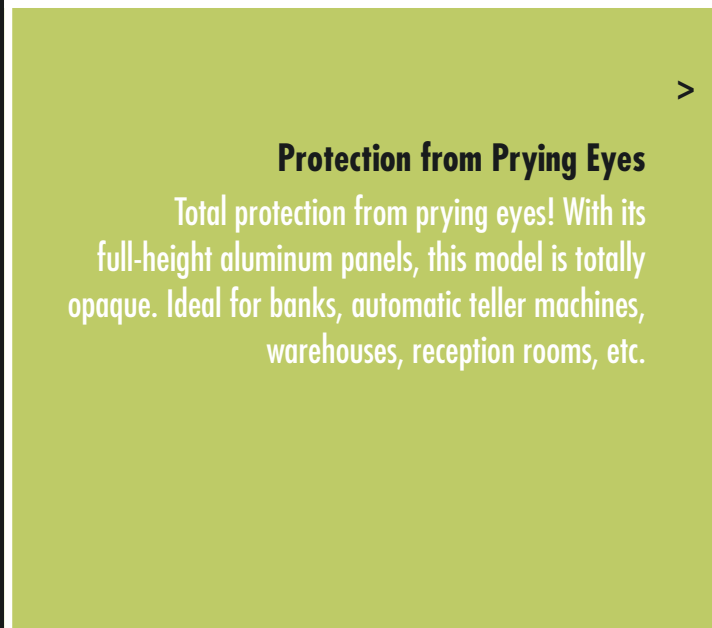 >
Protection from Prying Eyes
Total protection from prying eyes! With its
full-height aluminum panels, this model is totally
opaque. Ideal for banks, automatic teller machines,
warehouses, reception rooms, etc.